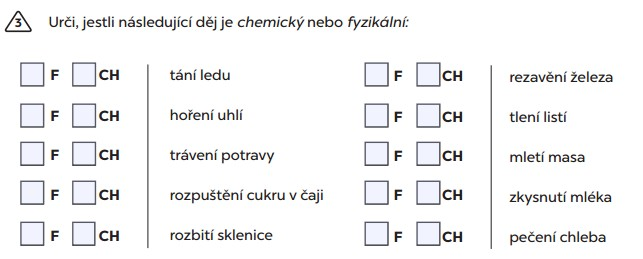 3 Urči, jestli následující děj je chemický nebo fyzikální:
F CH tání ledu
F CH hoření uhlí
F CH trávení potravy
F CH rozpuštění cukru v čaji
F CH rozbití sklenice
F CH rezavění železa
F CH tlení listí
F CH mletí masa
F CH zkysnutí mléka
F CH pečení chleba